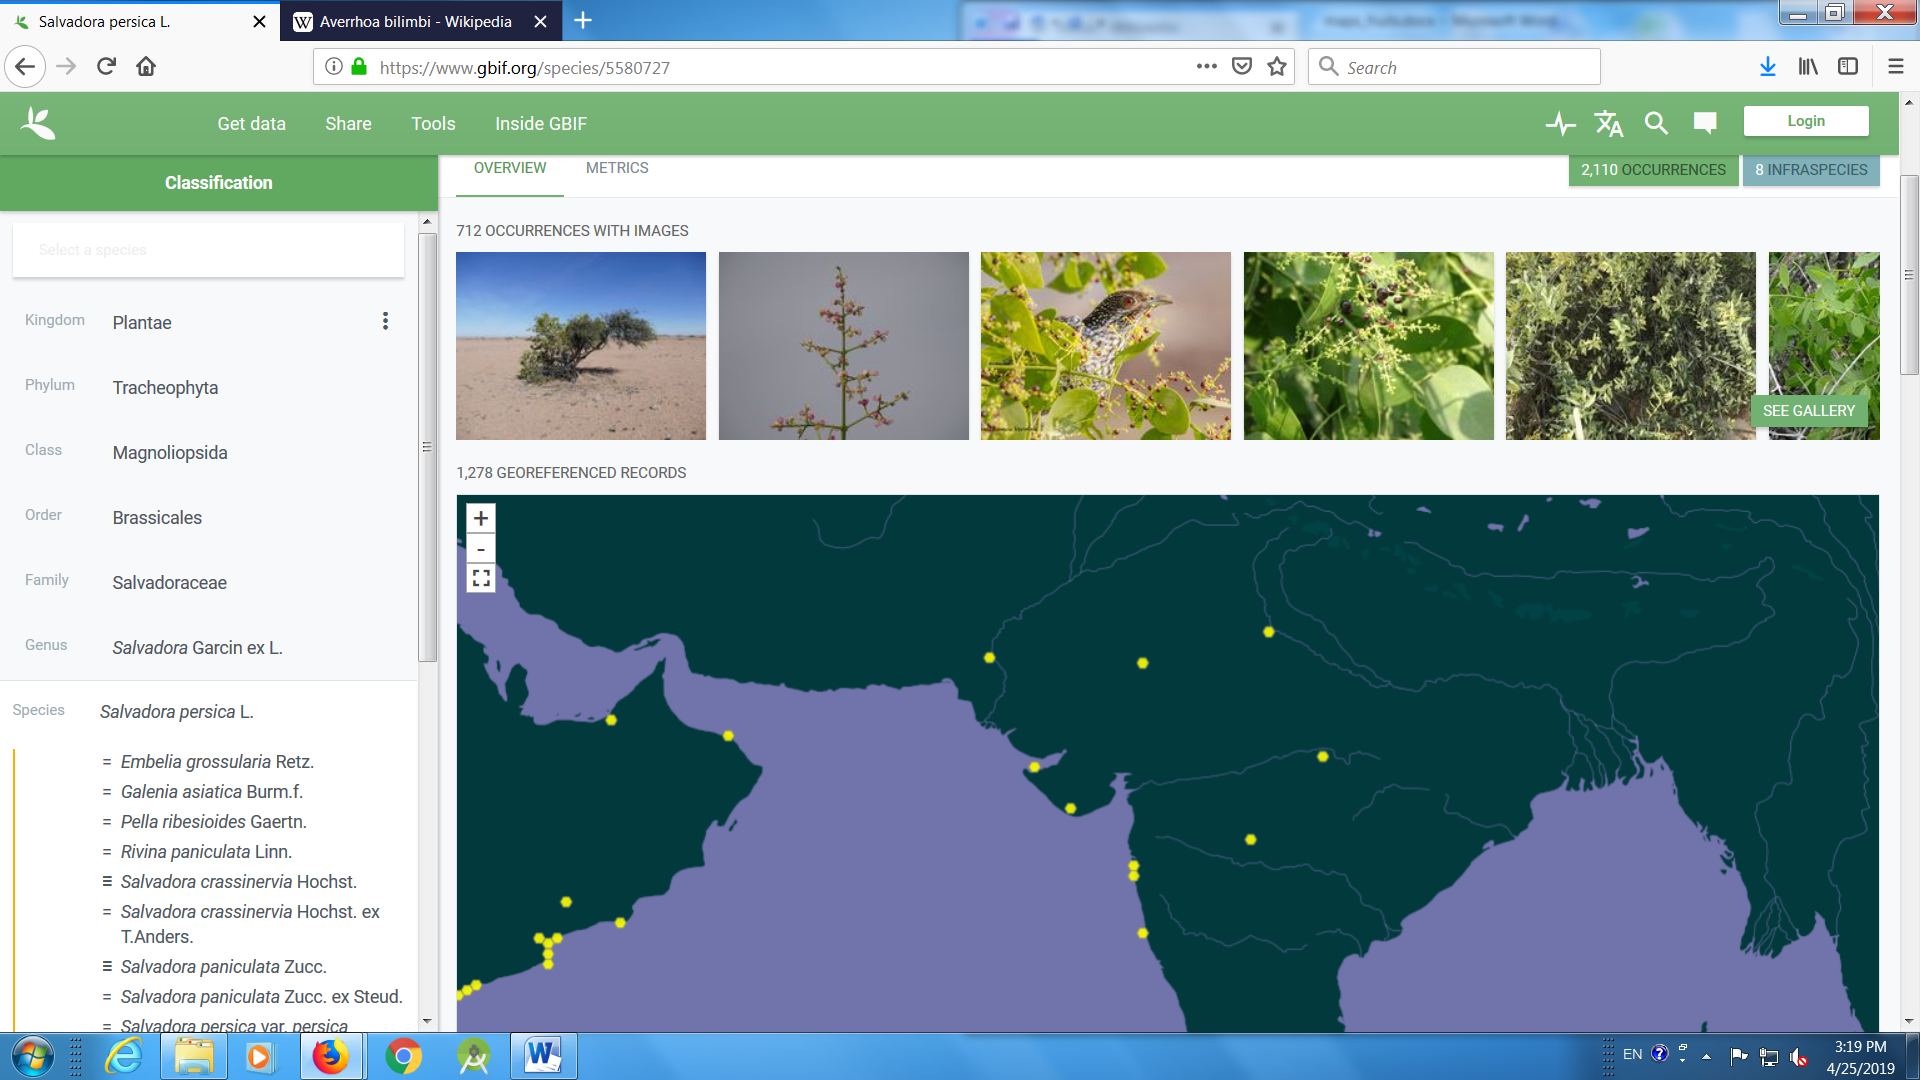 Salvadora persica L.
Averrhoa bilimbi - Wikipedia
https://www.gbif.org/species/5580727
Search
Get data
Share
Tools
Inside GBIF
Login
Classification
Select a species
Kingdom Plantae
Phylum Tracheophyta
Class Magnoliopsida
Order Brassicales
Family Salvadoraceae
Genus Salvadora Garcin ex L.
Species Salvadora persica L.
= Embelia grossularia Retz.
= Galenia asiatica Burm.f.
= Pella ribesioides Gaertn.
= Rivina paniculata Linn.
≡ Salvadora crassinervia Hochst.
= Salvadora crassinervia Hochst. ex
T.Anders.
≡ Salvadora paniculata Zucc.
= Salvadora paniculata Zucc. ex Steud.
= Salvadora persica var. persica
OVERVIEW
METRICS
2,110 OCCURRENCES
8 INFRASPECIES
712 OCCURRENCES WITH IMAGES
SEE GALLERY
1,278 GEOREFERENCED RECORDS
+
-
EN
3:19 PM
4/25/2019